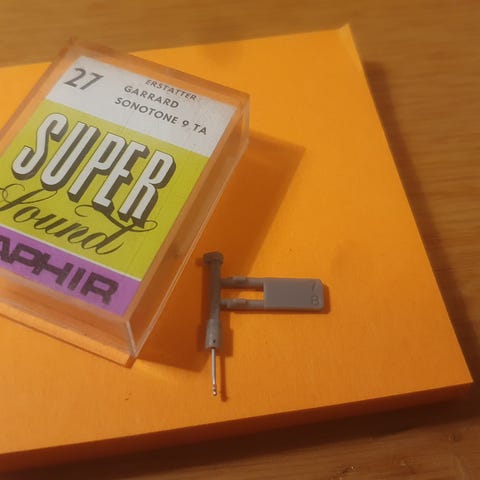 27
ERSTATTER
GARRARD
SONOTONE 9 TA
SUPER
Sound
APHIR